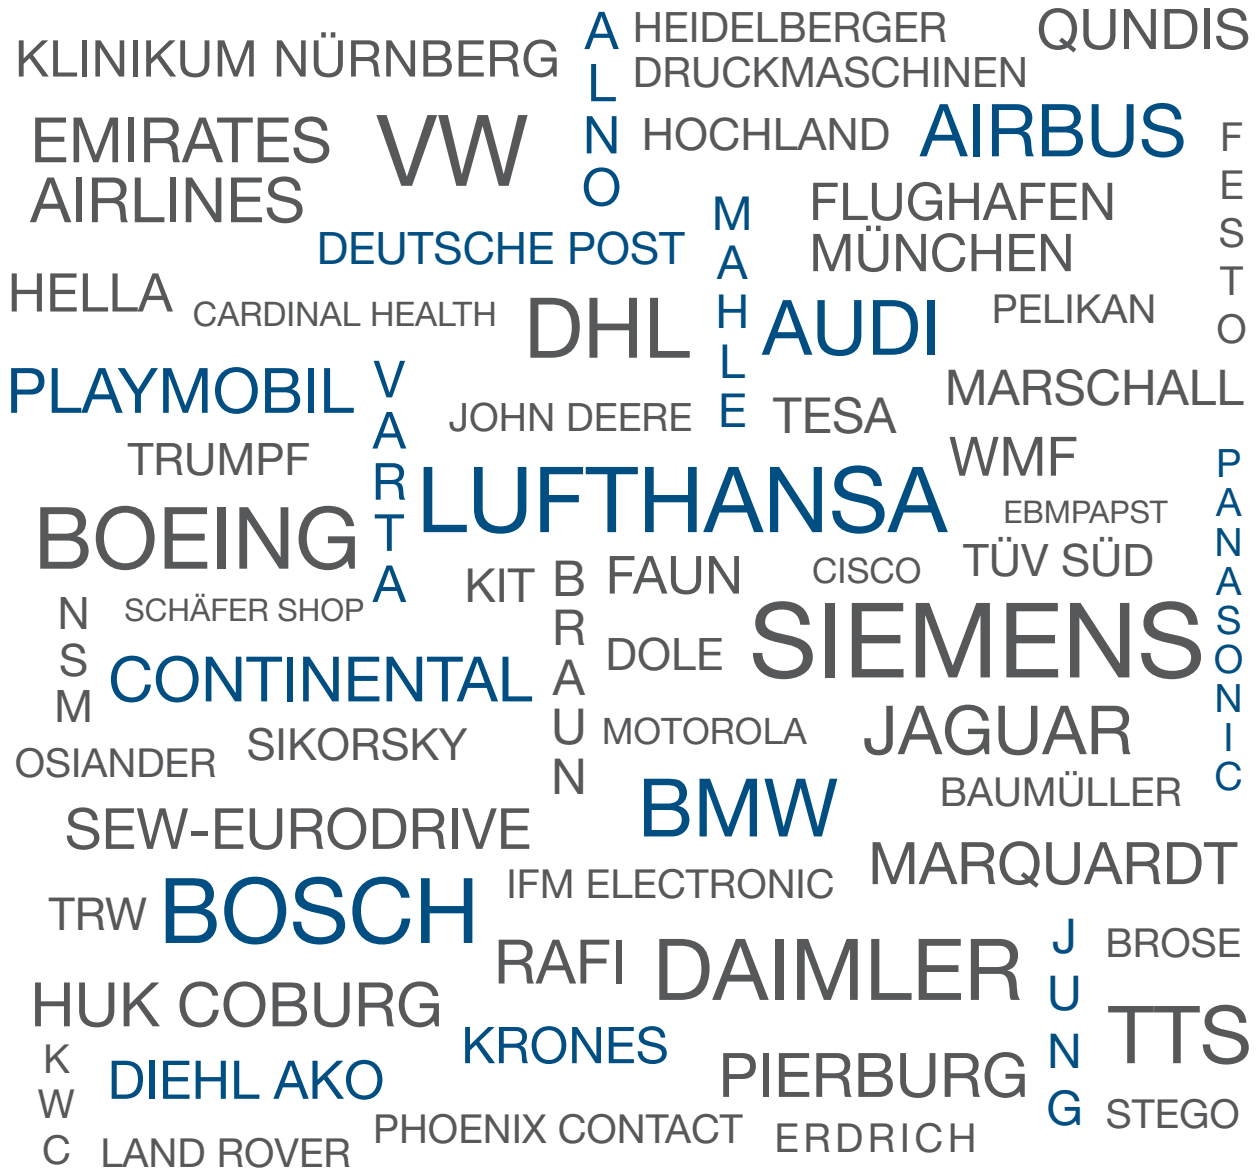 KLINIKUM NÜRNBERG
ALNO
HEIDELBERGER
DRUCKMASCHINEN
QUNDIS
EMIRATES
AIRLINES
VW
HOCHLAND
AIRBUS
FESTO
DEUTSCHE POST
MAHLE
FLUGHAFEN
MÜNCHEN
HELLA
CARDINAL HEALTH
DHL
AUDI
PELIKAN
PLAYMOBIL
VARTA
JOHN DEERE
TESA
MARSCHALL
TRUMPF
LUFTHANSA
WMF
PANASONIC
BOEING
EBMPAPST
KIT
BRAUN
FAUN
CISCO
TÜV SÜD
NSM
SCHÄFER SHOP
CONTINENTAL
DOLE
SIEMENS
OSIANDER
SIKORSKY
MOTOROLA
JAGUAR
BMW
BAUMÜLLER
SEW-EURODRIVE
MARQUARDT
TRW
BOSCH
IFM ELECTRONIC
RAFI
DAIMLER
JUNG
BROSE
HUK COBURG
KRONES
TTS
KWC
DIEHL AKO
PIERBURG
STEGO
LAND ROVER
PHOENIX CONTACT
ERDRICH